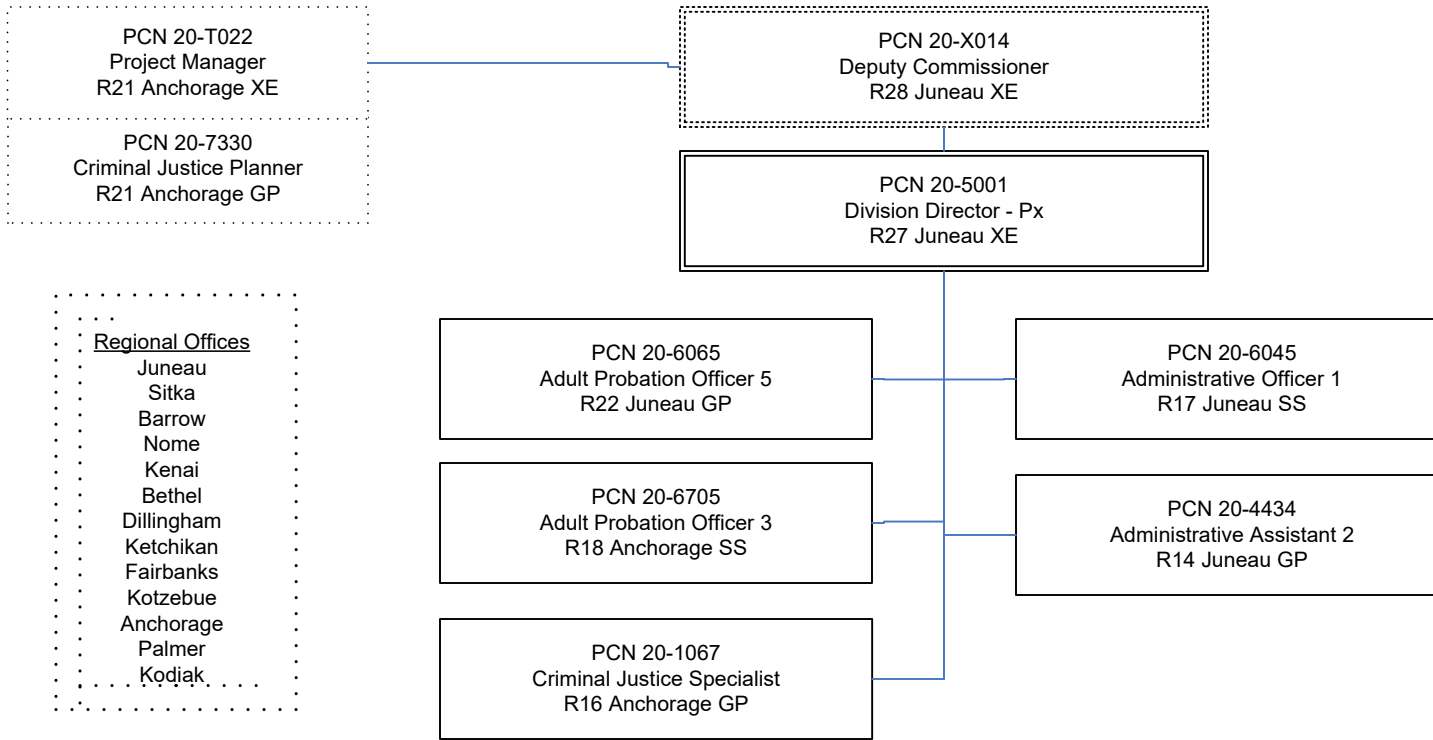 PCN 20-T022
Project Manager
R21 Anchorage XE
PCN 20-7330
Criminal Justice Planner
R21 Anchorage GP
PCN 20-X014
Deputy Commissioner
R28 Juneau XE
PCN 20-5001
Division Director - Px
R27 Juneau XE
Regional Offices
Juneau
Sitka
Barrow
Nome
Kenai
Bethel
Dillingham
Ketchikan
Fairbanks
Kotzebue
Anchorage
Palmer
Kodiak
PCN 20-6065
Adult Probation Officer 5
R22 Juneau GP
PCN 20-6045
Administrative Officer 1
R17 Juneau SS
PCN 20-6705
Adult Probation Officer 3
R18 Anchorage SS
PCN 20-4434
Administrative Assistant 2
R14 Juneau GP
PCN 20-1067
Criminal Justice Specialist
R16 Anchorage GP